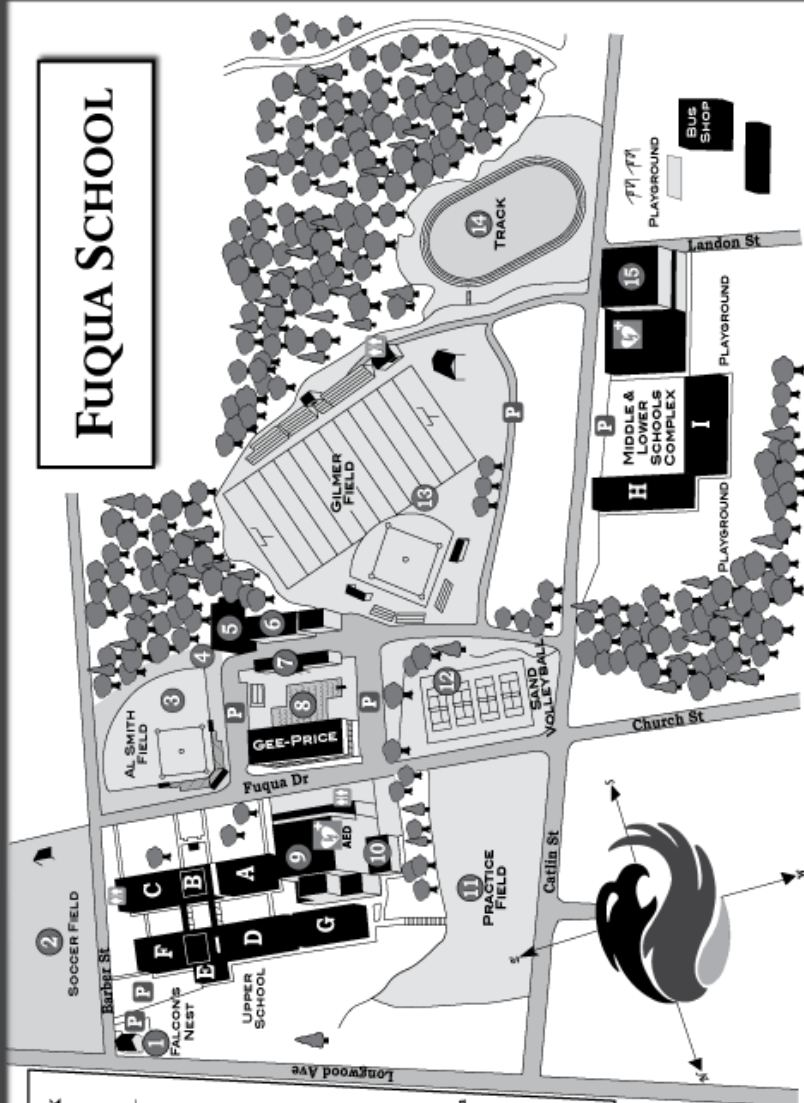 FUQUA SCHOOL
BUS
SHOP
PLAYGROUND
14
TRACK
Landon St
15
PLAYGROUND
P
P
MIDDLE &
LOWER
SCHOOLS
COMPLEX
I
H
PLAYGROUND
GILMER
FIELD
13
5
6
4
7
3
AL SMITH
FIELD
P
8
P
GEE-PRICE
12
SAND
VOLLEYBALL
Church St
Fuqua Dr
C
B
A
9
AED
10
F
E
D
G
11
PRACTICE
FIELD
Catlin St
2
SOCCER FIELD
Barber St
P
P
1
FALCON'S
NEST
UPPER
SCHOOL
Longwood Ave
S